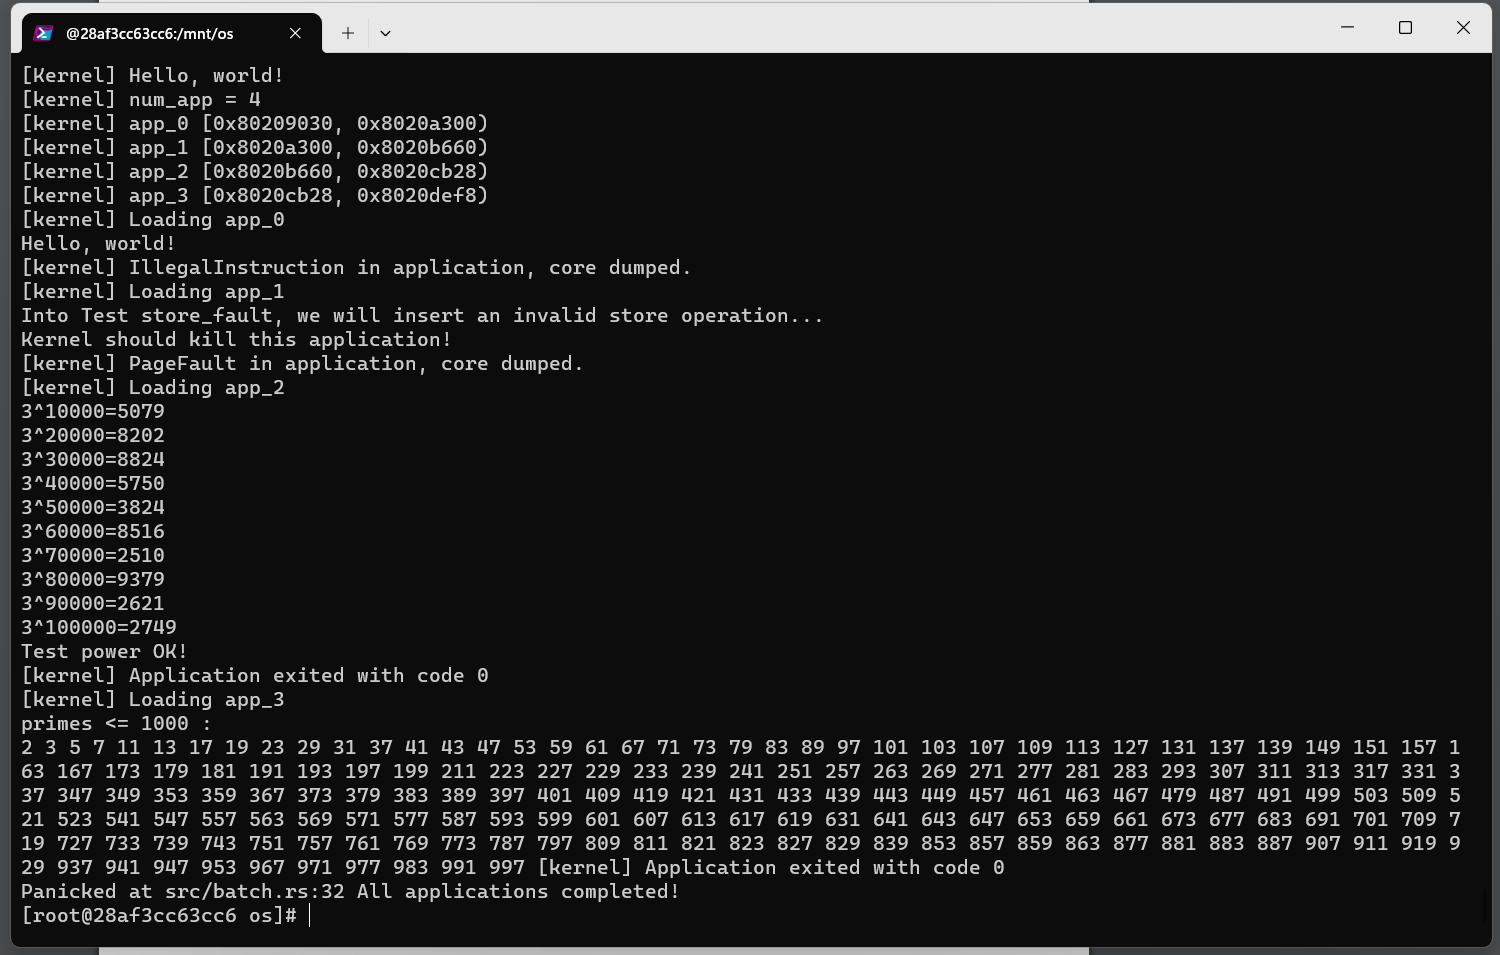 @28af3cc63cc6:/mnt/os
[Kernel] Hello, world!
[kernel] num_app = 4
[kernel] app_0 [0x80209030, 0x8020a300)
[kernel] app_1 [0x8020a300, 0x8020b660)
[kernel] app_2 [0x8020b660, 0x8020cb28)
[kernel] app_3 [0x8020cb28, 0x8020def8)
[kernel] Loading app_0
Hello, world!
[kernel] IllegalInstruction in application, core dumped.
[kernel] Loading app_1
Into Test store_fault, we will insert an invalid store operation...
Kernel should kill this application!
[kernel] PageFault in application, core dumped.
[kernel] Loading app_2
3^10000=5079
3^20000=8202
3^30000=8824
3^40000=5750
3^50000=3824
3^60000=8516
3^70000=2510
3^80000=9379
3^90000=2621
3^100000=2749
Test power OK!
[kernel] Application exited with code 0
[kernel] Loading app_3
primes <= 1000 :
2 3 5 7 11 13 17 19 23 29 31 37 41 43 47 53 59 61 67 71 73 79 83 89 97 101 103 107 109 113 127 131 137 139 149 151 157 1
63 167 173 179 181 191 193 197 199 211 223 227 229 233 239 241 251 257 263 269 271 277 281 283 293 307 311 313 317 331 3
37 347 349 353 359 367 373 379 383 389 397 401 409 419 421 431 433 439 443 449 457 461 463 467 479 487 491 499 503 509 5
21 523 541 547 557 563 569 571 577 587 593 599 601 607 613 617 619 631 641 643 647 653 659 661 673 677 683 691 701 709 7
19 727 733 739 743 751 757 761 769 773 787 797 809 811 821 823 827 829 839 853 857 859 863 877 881 883 887 907 911 919 9
29 937 941 947 953 967 971 977 983 991 997 [kernel] Application exited with code 0
Panicked at src/batch.rs:32 All applications completed!
[root@28af3cc63cc6 os]#